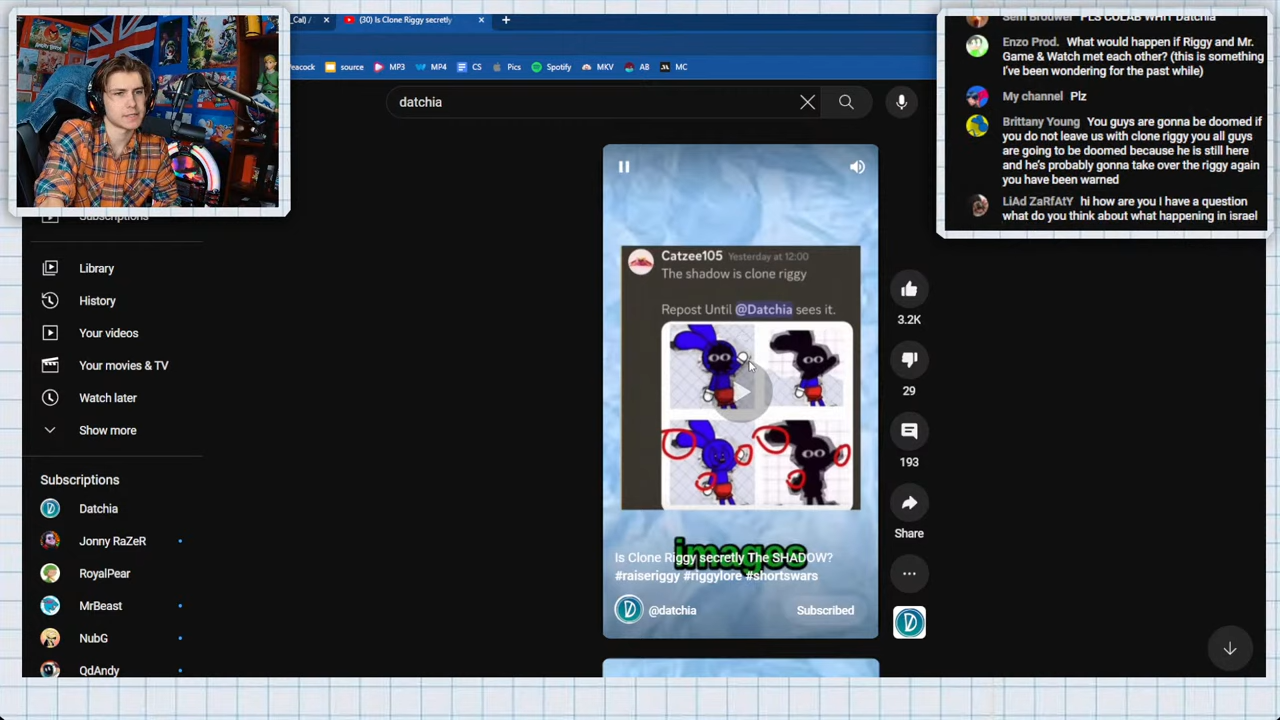 Cal) /
(30) Is Clone Riggy secretly
eacock
source
MP3
MP4
CS
Pics
Spotify
MKV
AB
MC
datchia
Subscriptions
Library
History
Your videos
Your movies & TV
Watch later
Show more
Subscriptions
Datchia
Jonny RaZeR
RoyalPear
MrBeast
NubG
QdAndy
Catzee105 Yesterday at 12:00
The shadow is clone riggy
Repost Until @Datchia sees it.
images
Is Clone Riggy secretly The SHADOW?
#raiseriggy #riggylore #shortswars
@datchia
Subscribed
3.2K
29
193
Share
Sem Brouwer PLS COLAB WHIT Datchia
Enzo Prod. What would happen if Riggy and Mr.
Game & Watch met each other? (this is something
I've been wondering for the past while)
My channel Plz
Brittany Young You guys are gonna be doomed if
you do not leave us with clone riggy you all guys
are going to be doomed because he is still here
and he's probably gonna take over the riggy again
you have been warned
LiAd ZaRfAtY hi how are you I have a question
what do you think about what happening in israel